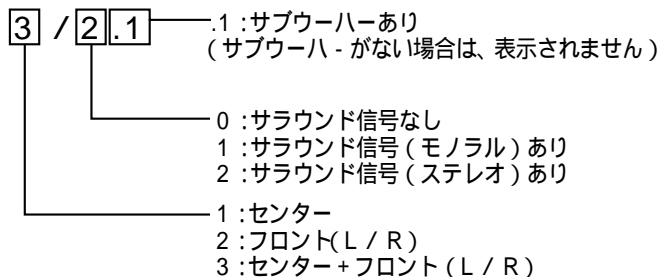 3 / 2 .1
.1 :サブウーハーあり
( サブウーハ - がない場合は、表示されません )
0 :サラウンド信号なし
1 :サラウンド信号 ( モノラル ) あり
2 :サラウンド信号 ( ステレオ ) あり
1 :センター
2 :フロント( L / R )
3 :センター + フロント ( L / R )